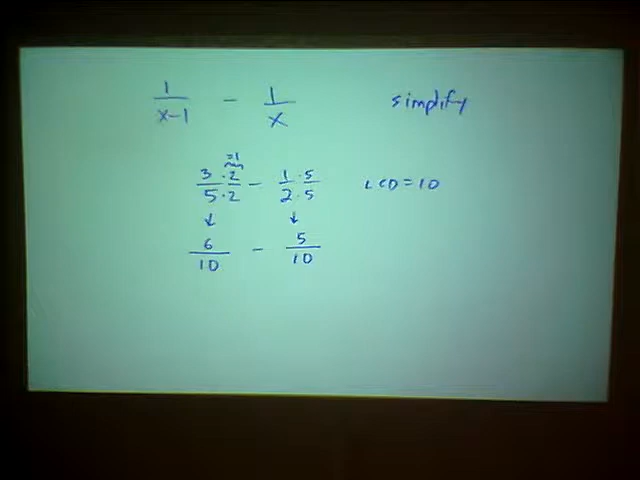 1/(x-1) - 1/x simplify
=1
3·2/5·2 - 1·5/2·5 LCD=10
↓ ↓
6/10 - 5/10